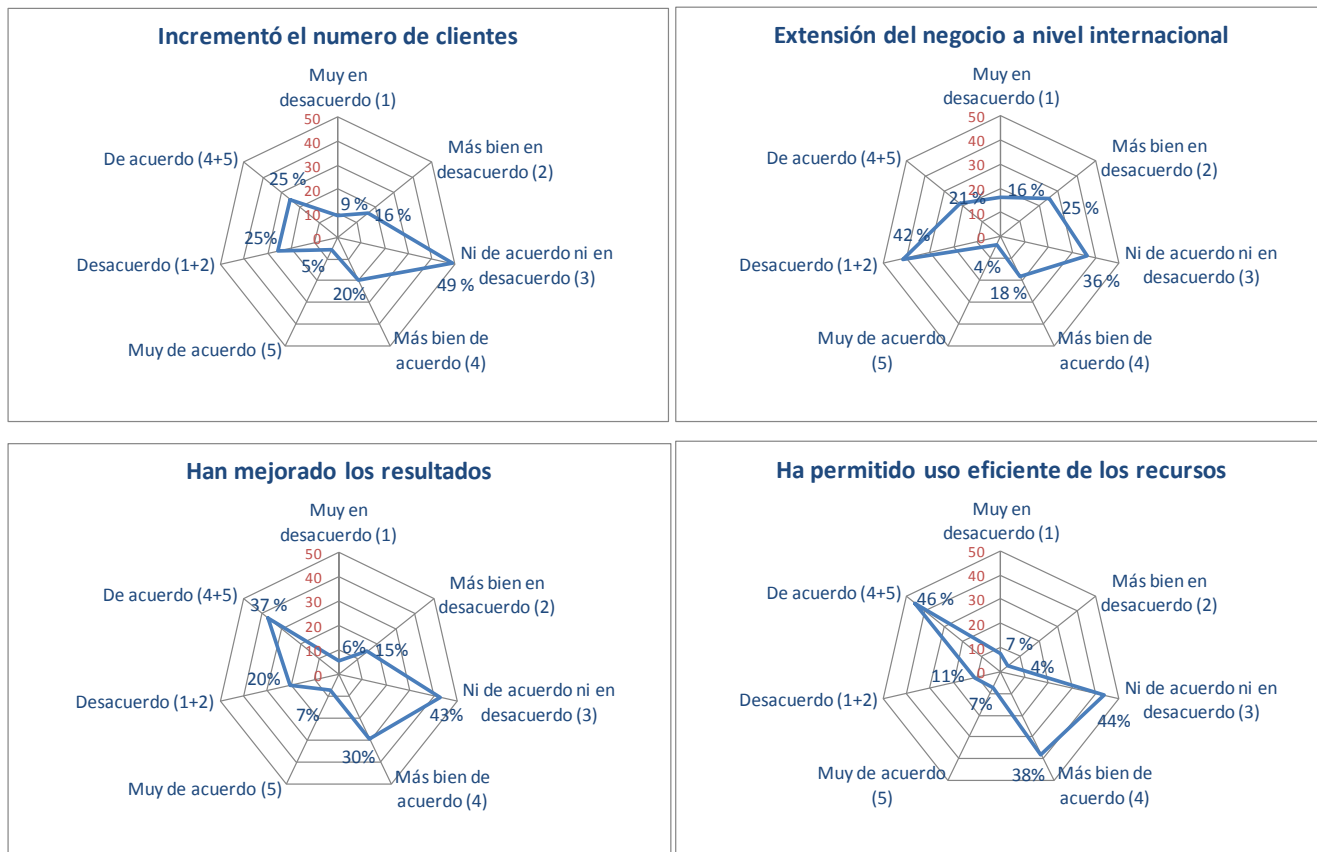 Incrementó el numero de clientes
Muy en
desacuerdo (1)
50
40
30
20
10
0
Más bien en
desacuerdo (2)
De acuerdo (4+5)
25 %
9 %
16 %
25%
Desacuerdo (1+2)
5%
20%
Ni de acuerdo ni en
desacuerdo (3)
49 %
Muy de acuerdo (5)
Más bien de
acuerdo (4)
Extensión del negocio a nivel internacional
Muy en
desacuerdo (1)
50
40
30
20
10
0
Más bien en
desacuerdo (2)
De acuerdo (4+5)
21 %
16 %
25 %
42 %
Desacuerdo (1+2)
4 %
18 %
Ni de acuerdo ni en
desacuerdo (3)
36 %
Muy de acuerdo
(5)
Más bien de
acuerdo (4)
Han mejorado los resultados
Muy en
desacuerdo (1)
50
40
30
20
10
0
Más bien en
desacuerdo (2)
De acuerdo (4+5)
37 %
6%
15%
20%
Desacuerdo (1+2)
7%
30%
Ni de acuerdo ni en
desacuerdo (3)
43%
Muy de acuerdo (5)
Más bien de
acuerdo (4)
Ha permitido uso eficiente de los recursos
Muy en
desacuerdo (1)
50
40
30
20
10
0
Más bien en
desacuerdo (2)
De acuerdo (4+5)
46 %
7 %
4%
11%
Desacuerdo (1+2)
7%
38%
Ni de acuerdo ni en
desacuerdo (3)
44%
Muy de acuerdo
(5)
Más bien de
acuerdo (4)